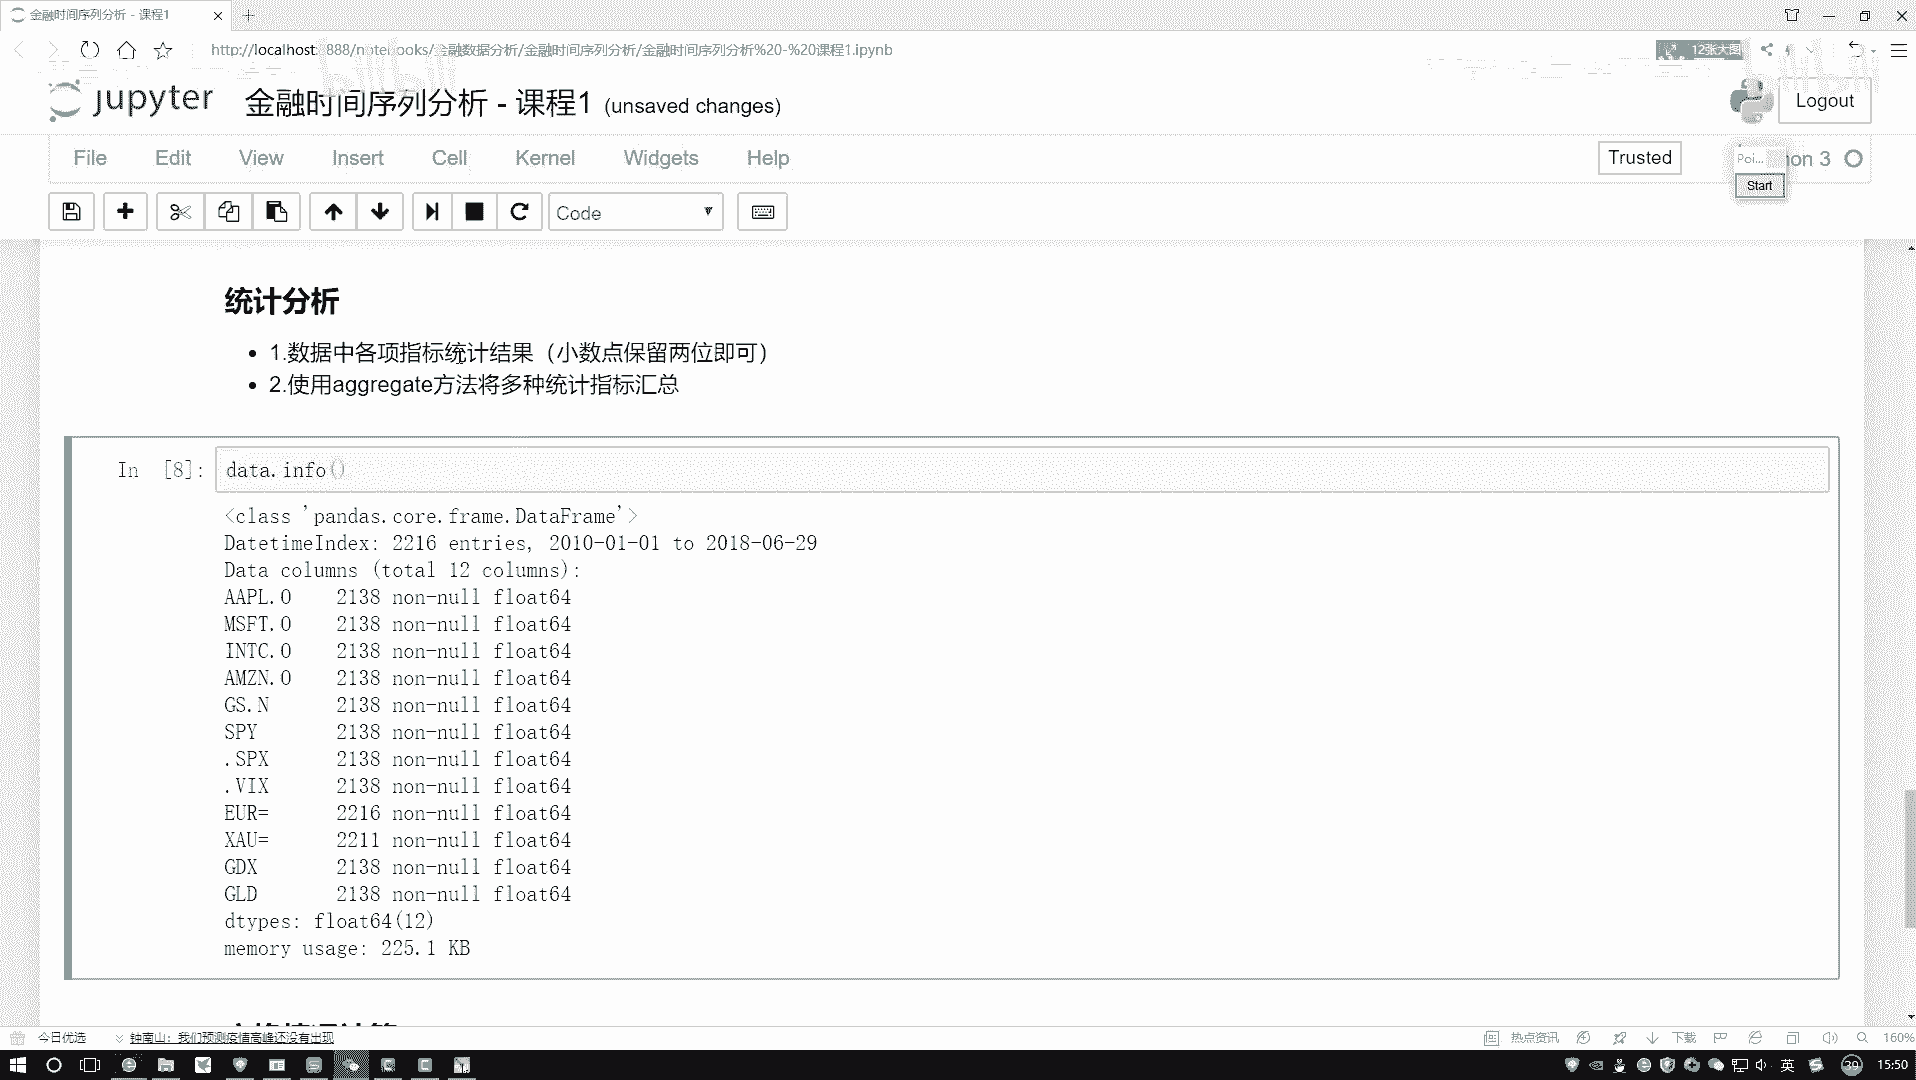 金融时间序列分析 - 课程1
http://localhost:8888/notebooks/金融数据分析/金融时间序列分析/金融时间序列分析%20-%20课程1.ipynb
12张大图
jupyter 金融时间序列分析 - 课程1 (unsaved changes)
Logout
File Edit View Insert Cell Kernel Widgets Help
Trusted
Poi...
on 3
Start
Code
统计分析
1.数据中各项指标统计结果（小数点保留两位即可）
2.使用aggregate方法将多种统计指标汇总
In [8]: data.info()
<class 'pandas.core.frame.DataFrame'>
DatetimeIndex: 2216 entries, 2010-01-01 to 2018-06-29
Data columns (total 12 columns):
AAPL.O 2138 non-null float64
MSFT.O 2138 non-null float64
INTC.O 2138 non-null float64
AMZN.O 2138 non-null float64
GS.N 2138 non-null float64
SPY 2138 non-null float64
.SPX 2138 non-null float64
.VIX 2138 non-null float64
EUR= 2216 non-null float64
XAU= 2211 non-null float64
GDX 2138 non-null float64
GLD 2138 non-null float64
dtypes: float64(12)
memory usage: 225.1 KB
今日优选
钟南山：我们预测疫情高峰还没有出现
热点资讯
下载
160%
英
39
15:50